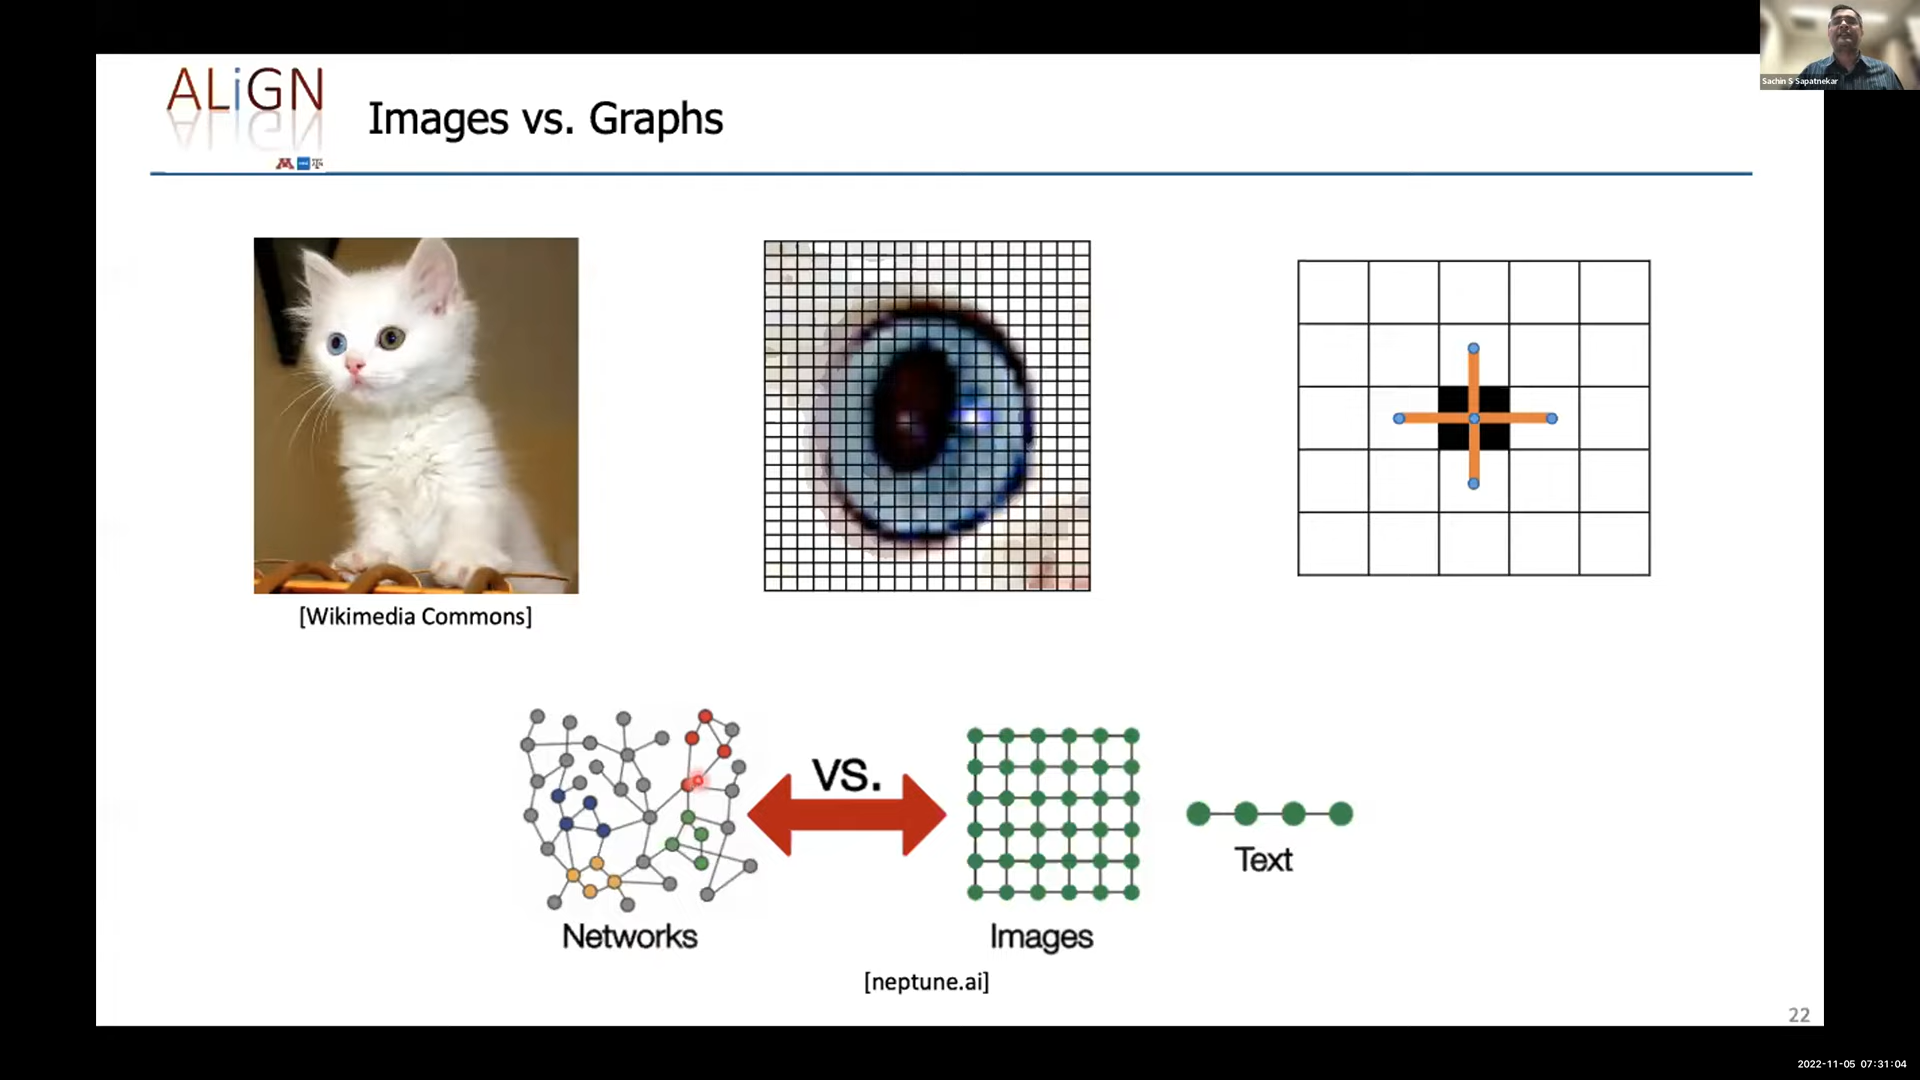 Sachin S Sapatnekar
ALiGN
Images vs. Graphs
[Wikimedia Commons]
vs.
Text
Networks
Images
[neptune.ai]
22
2022-11-05 07:31:04